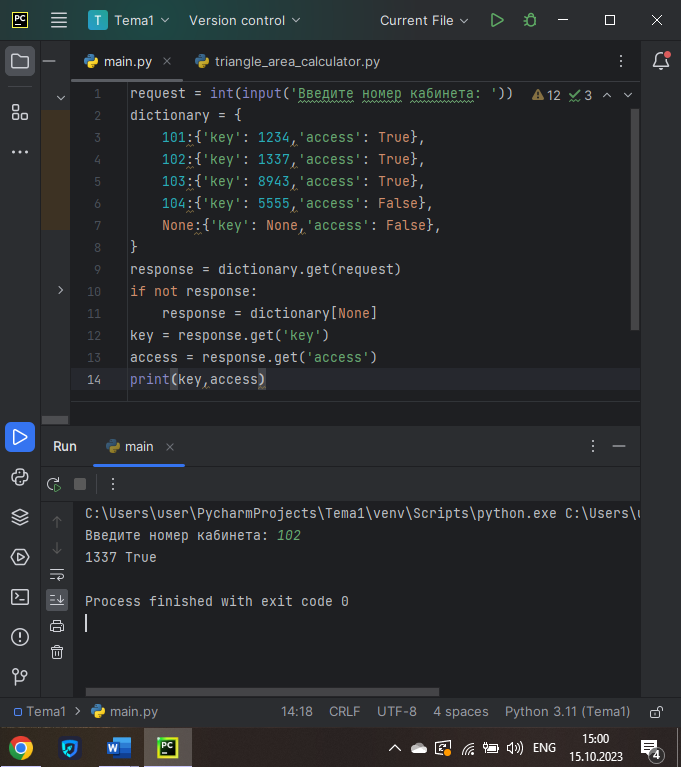 PC
T Tema1 Version control Current File
main.py triangle_area_calculator.py
1 request = int(input('Введите номер кабинета: ')) 12 3
2 dictionary = {
3 101:{'key': 1234,'access': True},
4 102:{'key': 1337,'access': True},
5 103:{'key': 8943,'access': True},
6 104:{'key': 5555,'access': False},
7 None:{'key': None,'access': False},
8 }
9 response = dictionary.get(request)
10 if not response:
11 response = dictionary[None]
12 key = response.get('key')
13 access = response.get('access')
14 print(key,access)
Run main
C:\Users\user\PycharmProjects\Tema1\venv\Scripts\python.exe C:\Users\u
Введите номер кабинета: 102
1337 True
Process finished with exit code 0
Tema1 main.py 14:18 CRLF UTF-8 4 spaces Python 3.11 (Tema1)
W PC ENG 15:00
15.10.2023 4